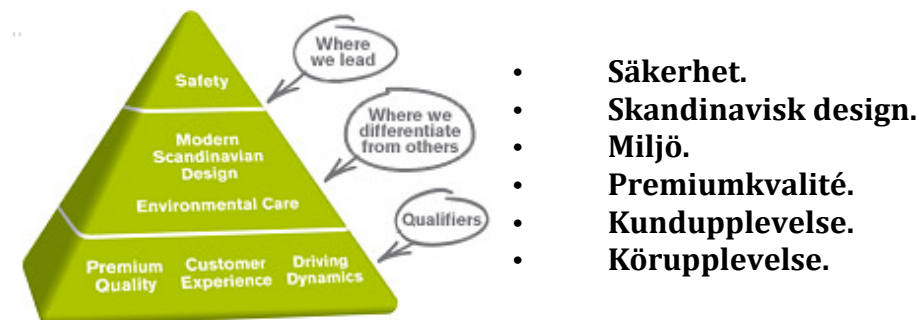 Where
we lead
Safety
Where we
differentiate
from others
Modern
Scandinavian
Design
Environmental Care
Qualifiers
Premium
Quality
Customer
Experience
Driving
Dynamics
• Säkerhet.
• Skandinavisk design.
• Miljö.
• Premiumkvalité.
• Kundupplevelse.
• Körupplevelse.